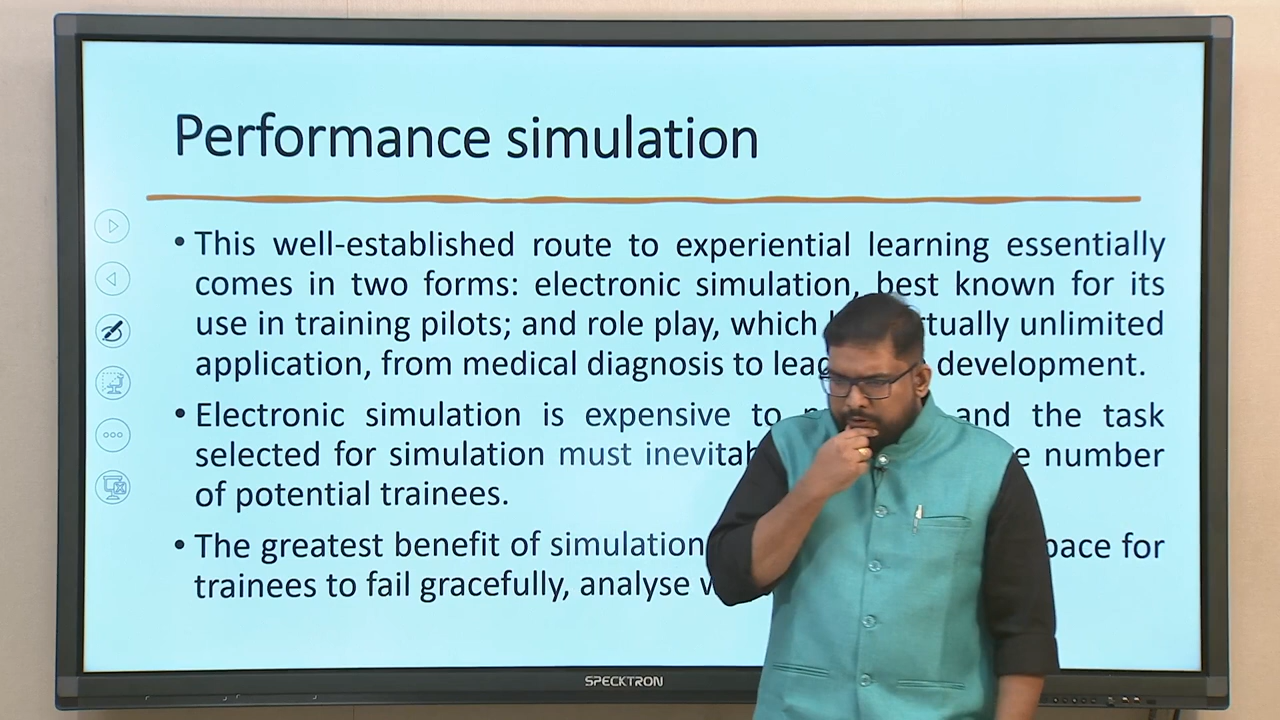 Performance simulation
• This well-established route to experiential learning essentially
comes in two forms: electronic simulation, best known for its
use in training pilots; and role play, which unlimited
application, from medical diagnosis to development.
• Electronic simulation is expensive to and the task
selected for simulation must number
of potential trainees.
• The greatest benefit of simulation for
trainees to fail gracefully, analyse
SPECKTRON